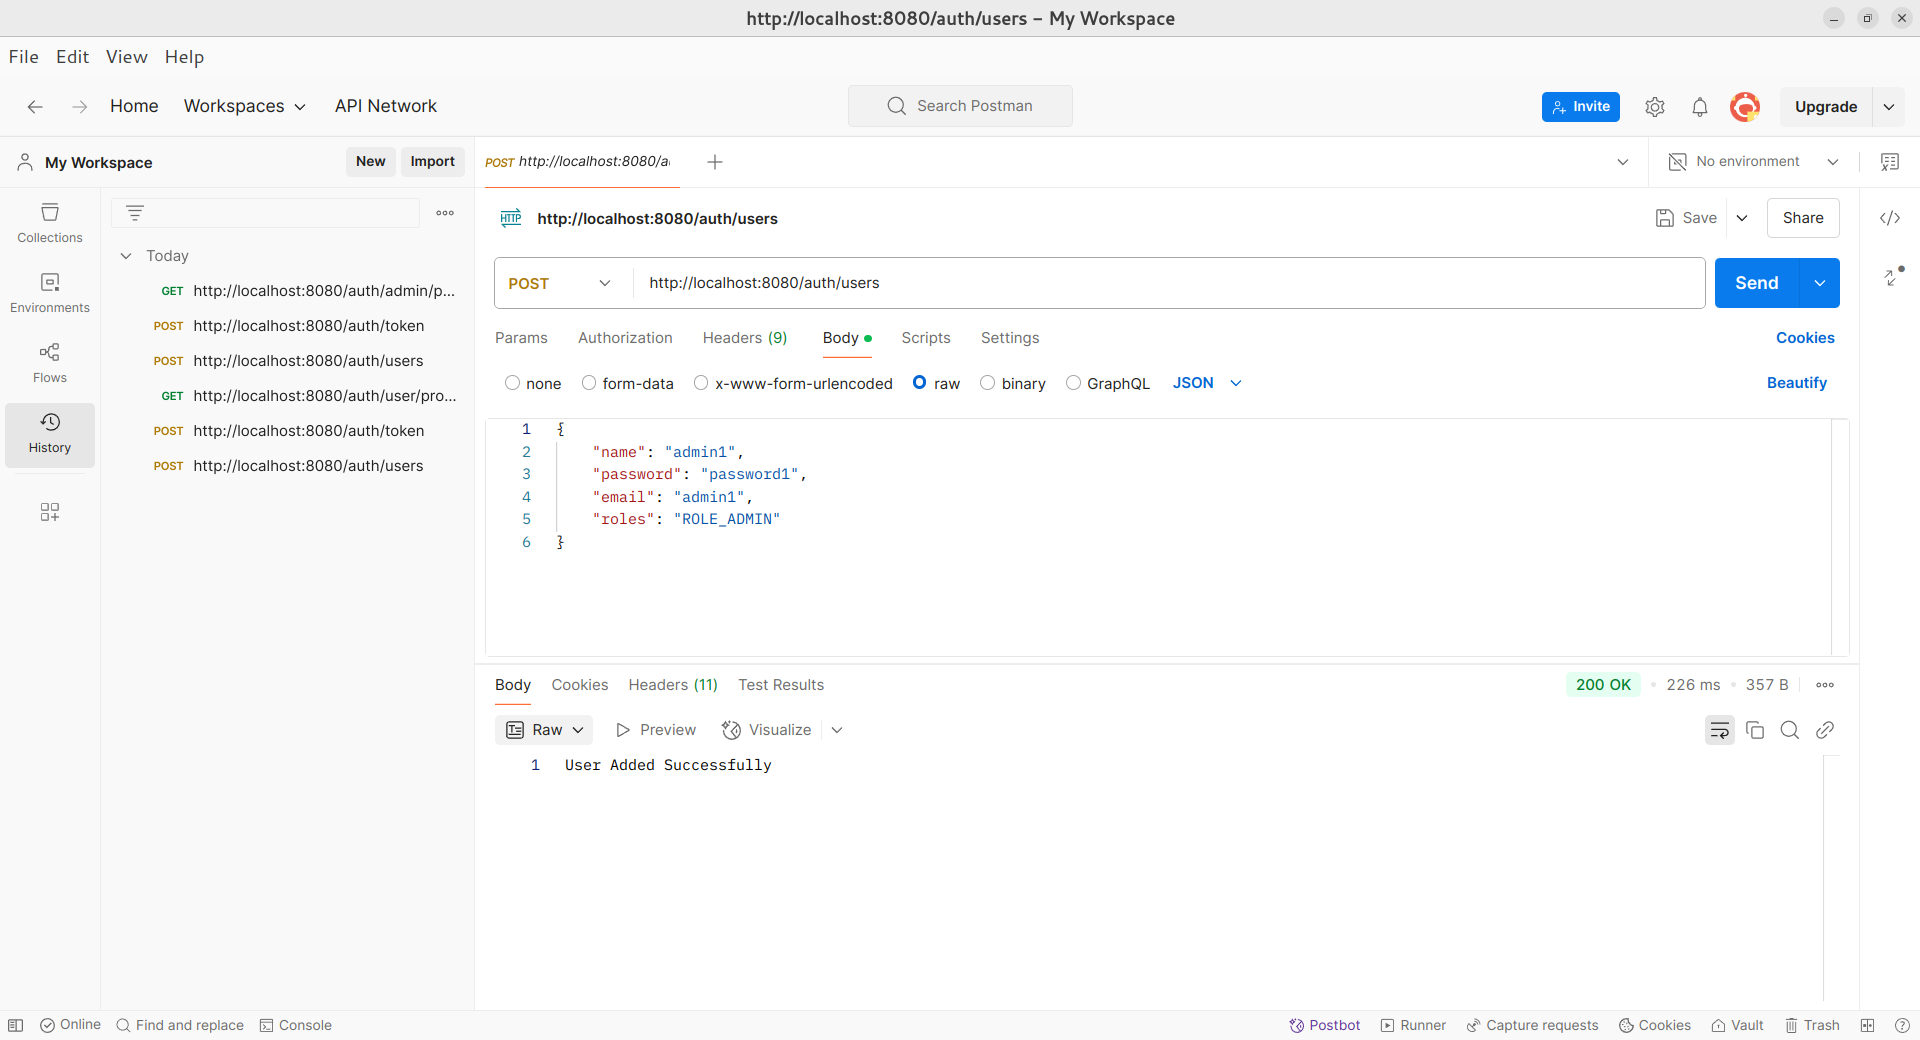 http://localhost:8080/auth/users – My Workspace
File Edit View Help
Home Workspaces API Network Search Postman Invite Upgrade
My Workspace New Import POST http://localhost:8080/a No environment
Collections
Environments
Flows
History
Today
GET http://localhost:8080/auth/admin/p...
POST http://localhost:8080/auth/token
POST http://localhost:8080/auth/users
GET http://localhost:8080/auth/user/pro...
POST http://localhost:8080/auth/token
POST http://localhost:8080/auth/users
HTTP http://localhost:8080/auth/users Save Share
POST http://localhost:8080/auth/users Send
Params Authorization Headers (9) Body Scripts Settings Cookies
none form-data x-www-form-urlencoded raw binary GraphQL JSON Beautify
1 {
2 "name": "admin1",
3 "password": "password1",
4 "email": "admin1",
5 "roles": "ROLE_ADMIN"
6 }
Body Cookies Headers (11) Test Results 200 OK 226 ms 357 B
Raw Preview Visualize
1 User Added Successfully
Online Find and replace Console Postbot Runner Capture requests Cookies Vault Trash